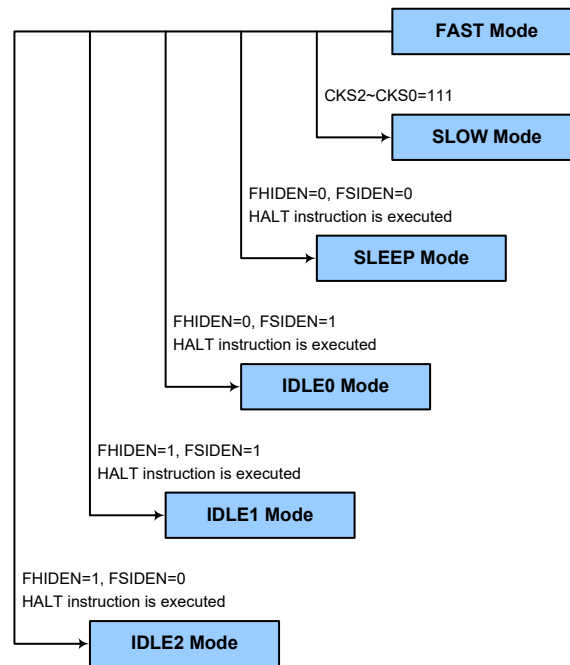 FAST Mode
CKS2~CKS0=111
SLOW Mode
FHIDEN=0, FSIDEN=0
HALT instruction is executed
SLEEP Mode
FHIDEN=0, FSIDEN=1
HALT instruction is executed
IDLE0 Mode
FHIDEN=1, FSIDEN=1
HALT instruction is executed
IDLE1 Mode
FHIDEN=1, FSIDEN=0
HALT instruction is executed
IDLE2 Mode